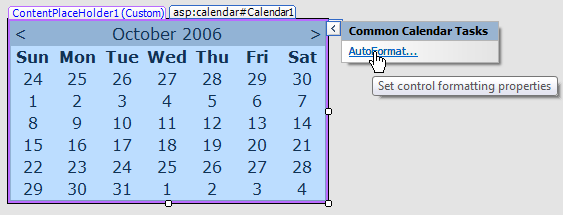 ContentPlaceHolder1 (Custom) asp:calendar#Calendar1
< October 2006 >
Sun Mon Tue Wed Thu Fri Sat
24 25 26 27 28 29 30
1 2 3 4 5 6 7
8 9 10 11 12 13 14
15 16 17 18 19 20 21
22 23 24 25 26 27 28
29 30 31 1 2 3 4
<
Common Calendar Tasks
AutoFormat...
Set control formatting properties